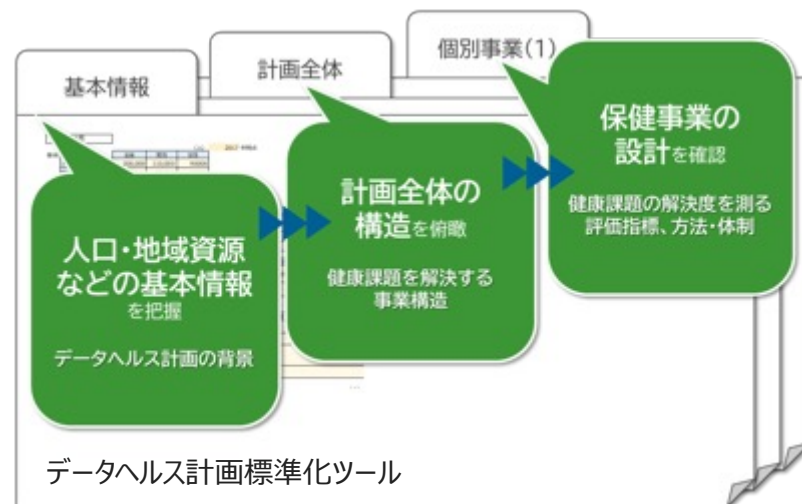 基本情報
計画全体
個別事業(1)
人口・地域資源
などの基本情報
を把握
データヘルス計画の背景
計画全体の
構造を俯瞰
健康課題を解決する
事業構造
保健事業の
設計を確認
健康課題の解決度を測る
評価指標、方法・体制
データヘルス計画標準化ツール